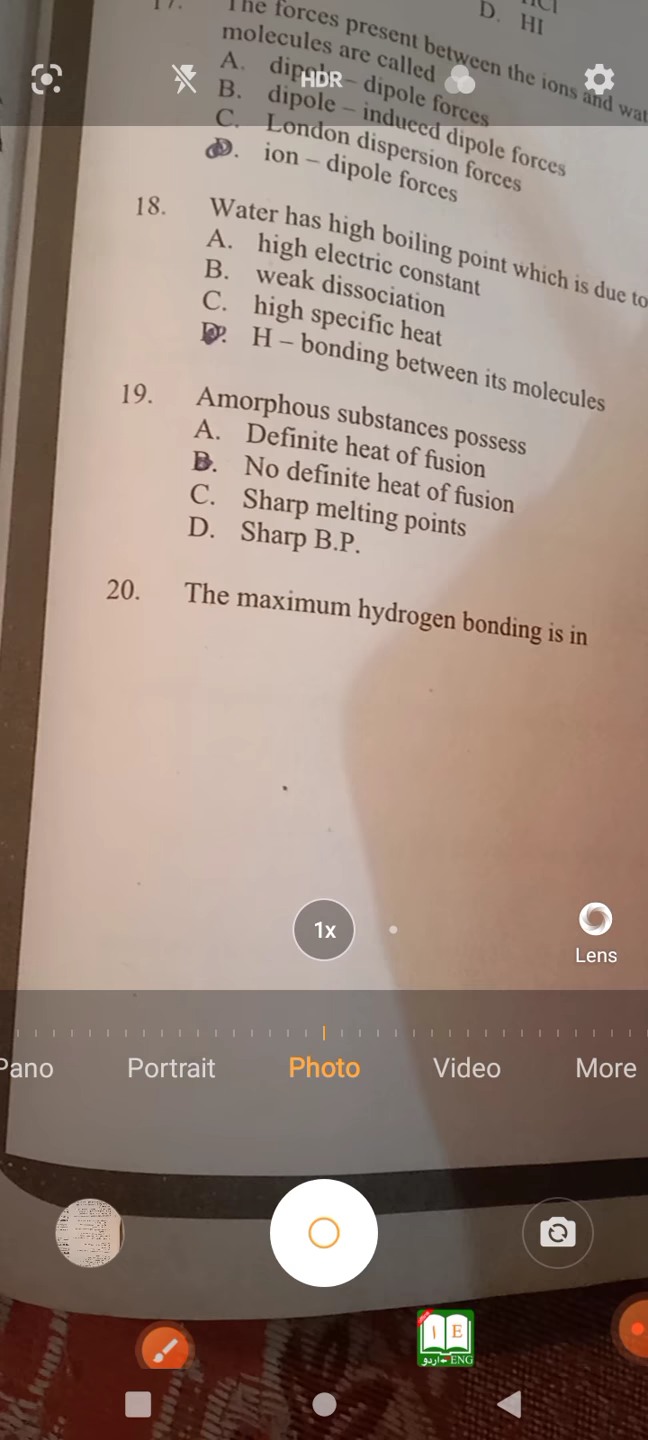 17. The forces present between the ions and wat
D. HI
molecules are called
A. dipole – dipole forces
B. dipole – induced dipole forces
C. London dispersion forces
D. ion – dipole forces
18. Water has high boiling point which is due to
A. high electric constant
B. weak dissociation
C. high specific heat
D. H – bonding between its molecules
19. Amorphous substances possess
A. Definite heat of fusion
B. No definite heat of fusion
C. Sharp melting points
D. Sharp B.P.
20. The maximum hydrogen bonding is in
HDR
1x
Lens
Pano Portrait Photo Video More
E
اردو ENG